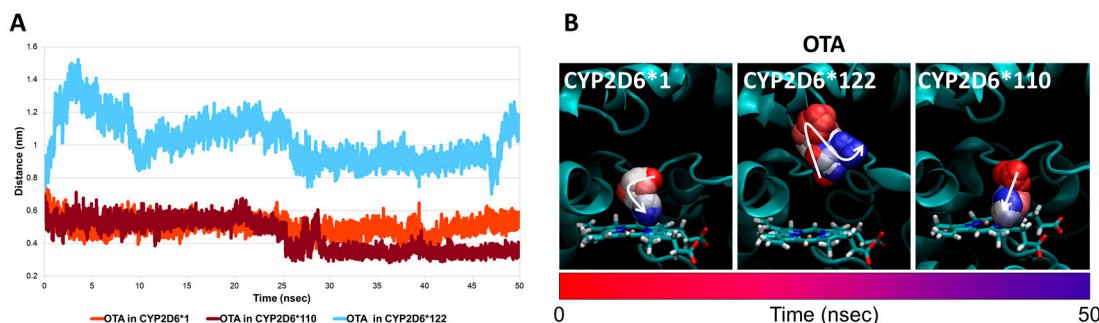 A
Distance (nm)
1.6
1.4
1.2
1
0.8
0.6
0.4
0.2
0 5 10 15 20 25 30 35 40 45 50
Time (nsec)
OTA in CYP2D6*1 OTA in CYP2D6*110 OTA in CYP2D6*122
B
OTA
CYP2D6*1 CYP2D6*122 CYP2D6*110
0 Time (nsec) 50